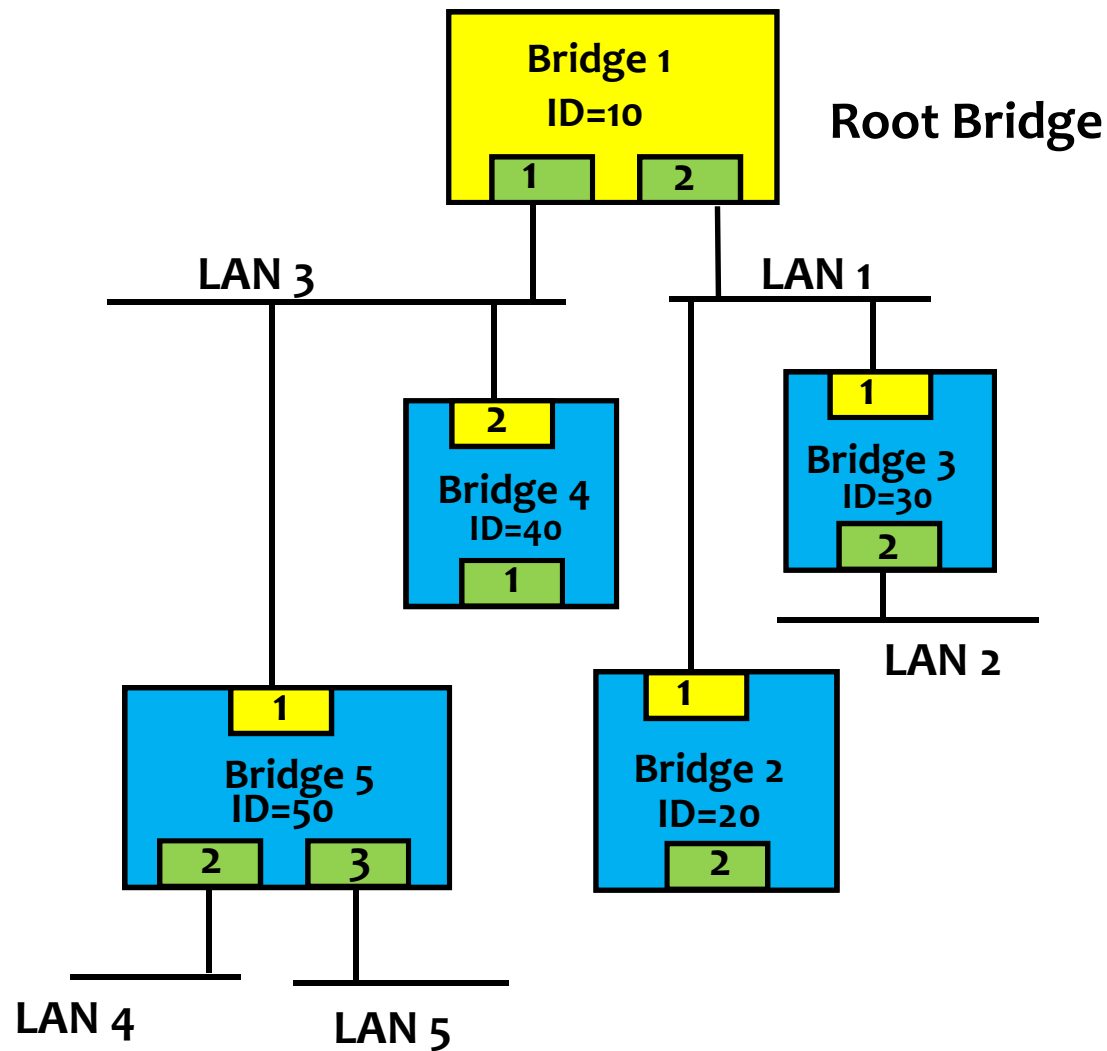 Bridge 1
ID=10
Root Bridge
1
2
LAN 3
LAN 1
2
Bridge 4
ID=40
1
1
Bridge 3
ID=30
2
LAN 2
1
Bridge 5
ID=50
2
3
1
Bridge 2
ID=20
2
LAN 4
LAN 5